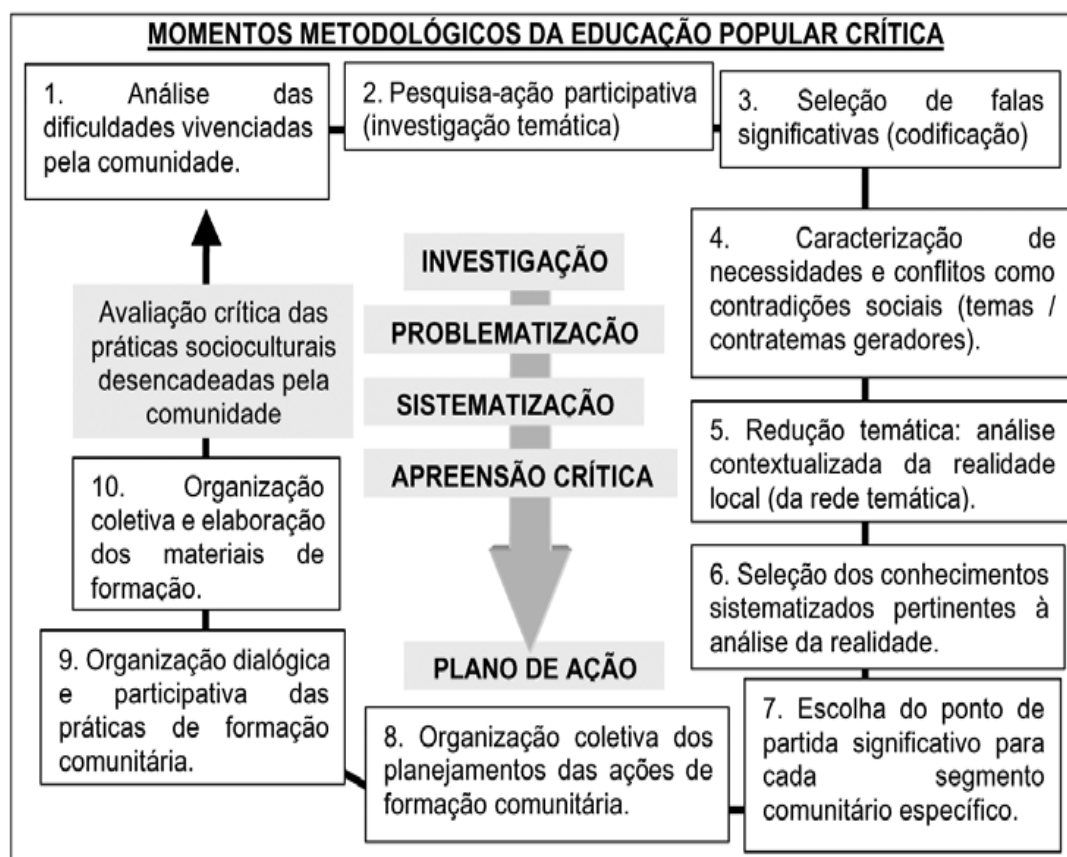 MOMENTOS METODOLÓGICOS DA EDUCAÇÃO POPULAR CRÍTICA
1. Análise das
dificuldades vivenciadas
pela comunidade.
2. Pesquisa-ação participativa
(investigação temática)
3. Seleção de falas
significativas (codificação)
4. Caracterização de
necessidades e conflitos como
contradições sociais (temas /
contratemas geradores).
5. Redução temática: análise
contextualizada da realidade
local (da rede temática).
6. Seleção dos conhecimentos
sistematizados pertinentes à
análise da realidade.
7. Escolha do ponto de
partida significativo para
cada segmento
comunitário específico.
8. Organização coletiva dos
planejamentos das ações de
formação comunitária.
9. Organização dialógica
e participativa das
práticas de formação
comunitária.
10. Organização
coletiva e elaboração
dos materiais de
formação.
Avaliação crítica das
práticas socioculturais
desencadeadas pela
comunidade
INVESTIGAÇÃO
PROBLEMATIZAÇÃO
SISTEMATIZAÇÃO
APREENSÃO CRÍTICA
PLANO DE AÇÃO